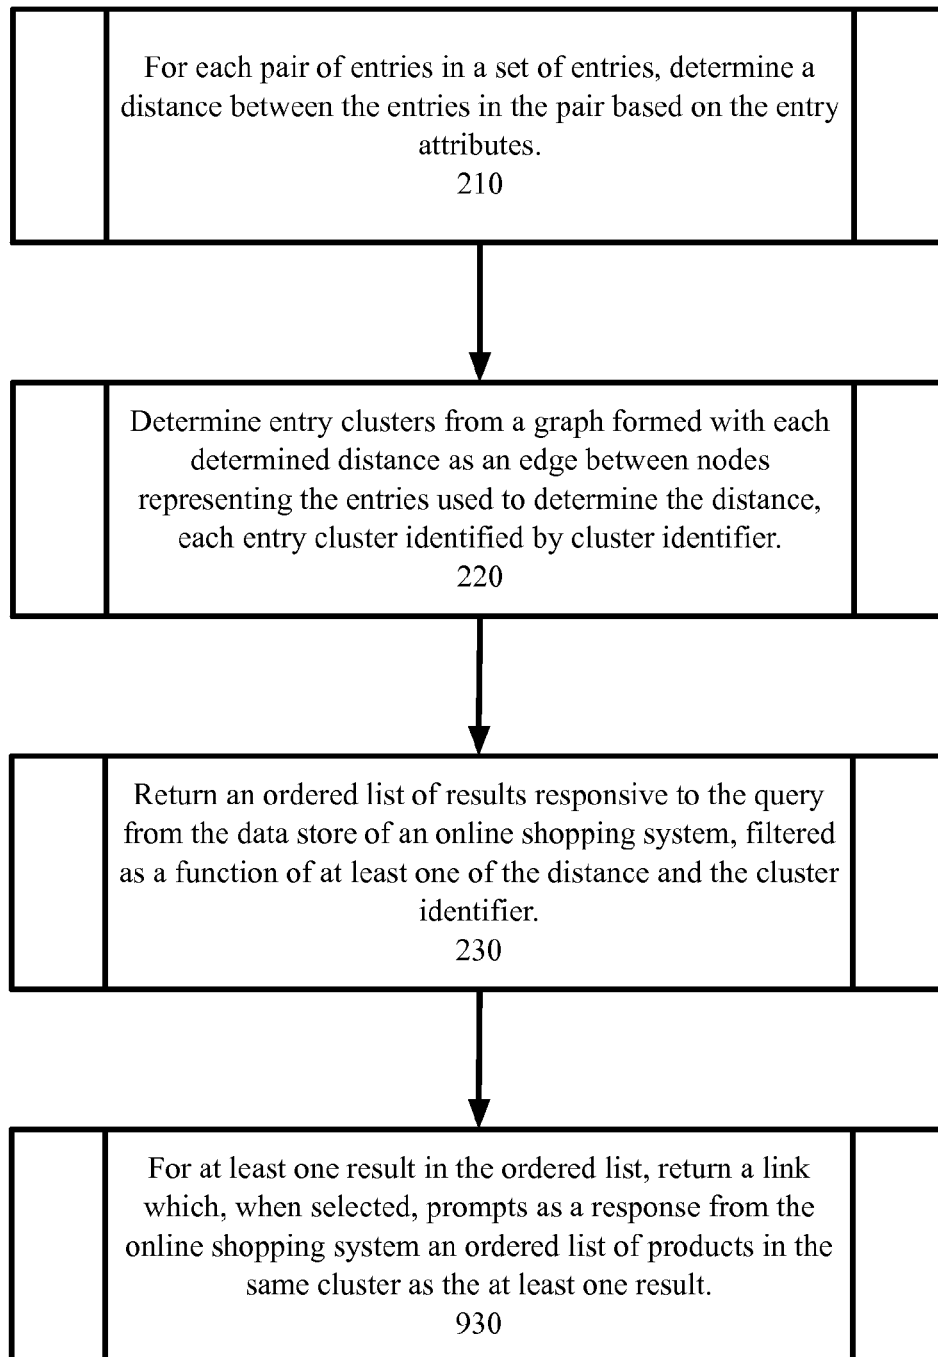 For each pair of entries in a set of entries, determine a
distance between the entries in the pair based on the entry
attributes.
210
Determine entry clusters from a graph formed with each
determined distance as an edge between nodes
representing the entries used to determine the distance,
each entry cluster identified by cluster identifier.
220
Return an ordered list of results responsive to the query
from the data store of an online shopping system, filtered
as a function of at least one of the distance and the cluster
identifier.
230
For at least one result in the ordered list, return a link
which, when selected, prompts as a response from the
online shopping system an ordered list of products in the
same cluster as the at least one result.
930